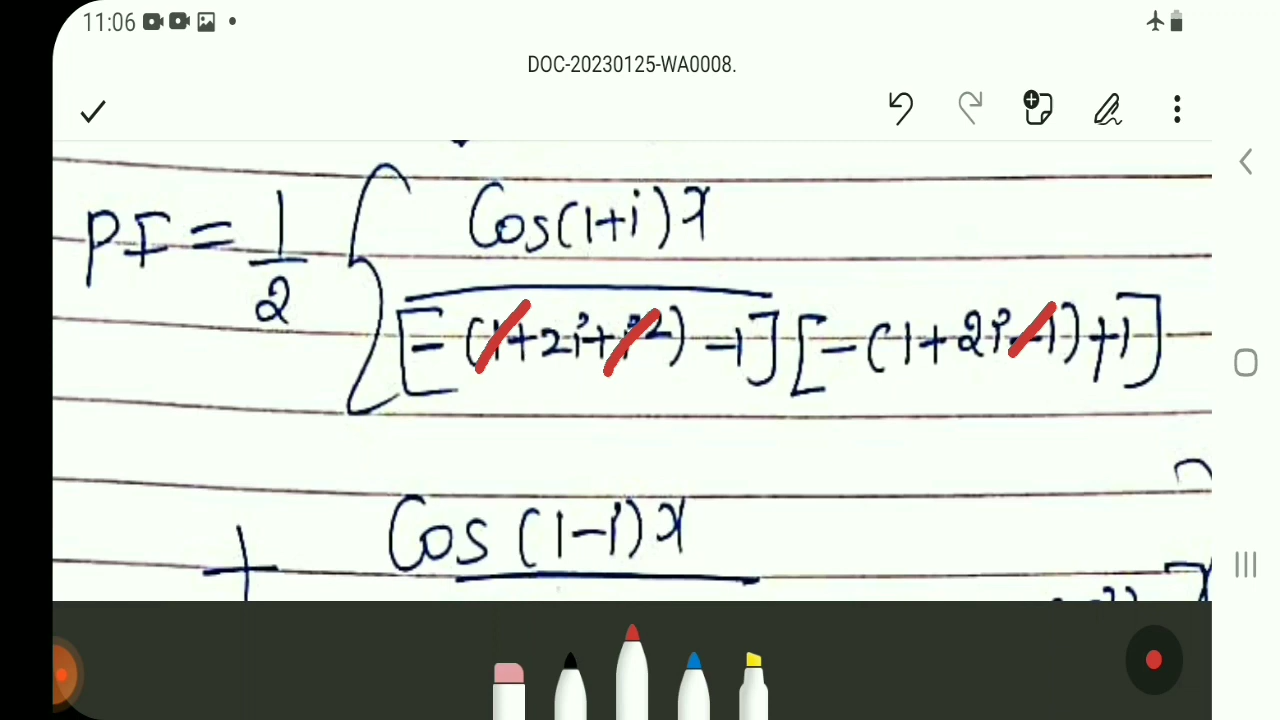 11:06
DOC-20230125-WA0008.
PI = 1/2 { Cos(1+i)x
[-(1+2i+i²)-1] [-(1+2i-1)+1]
+ Cos (1-i)x